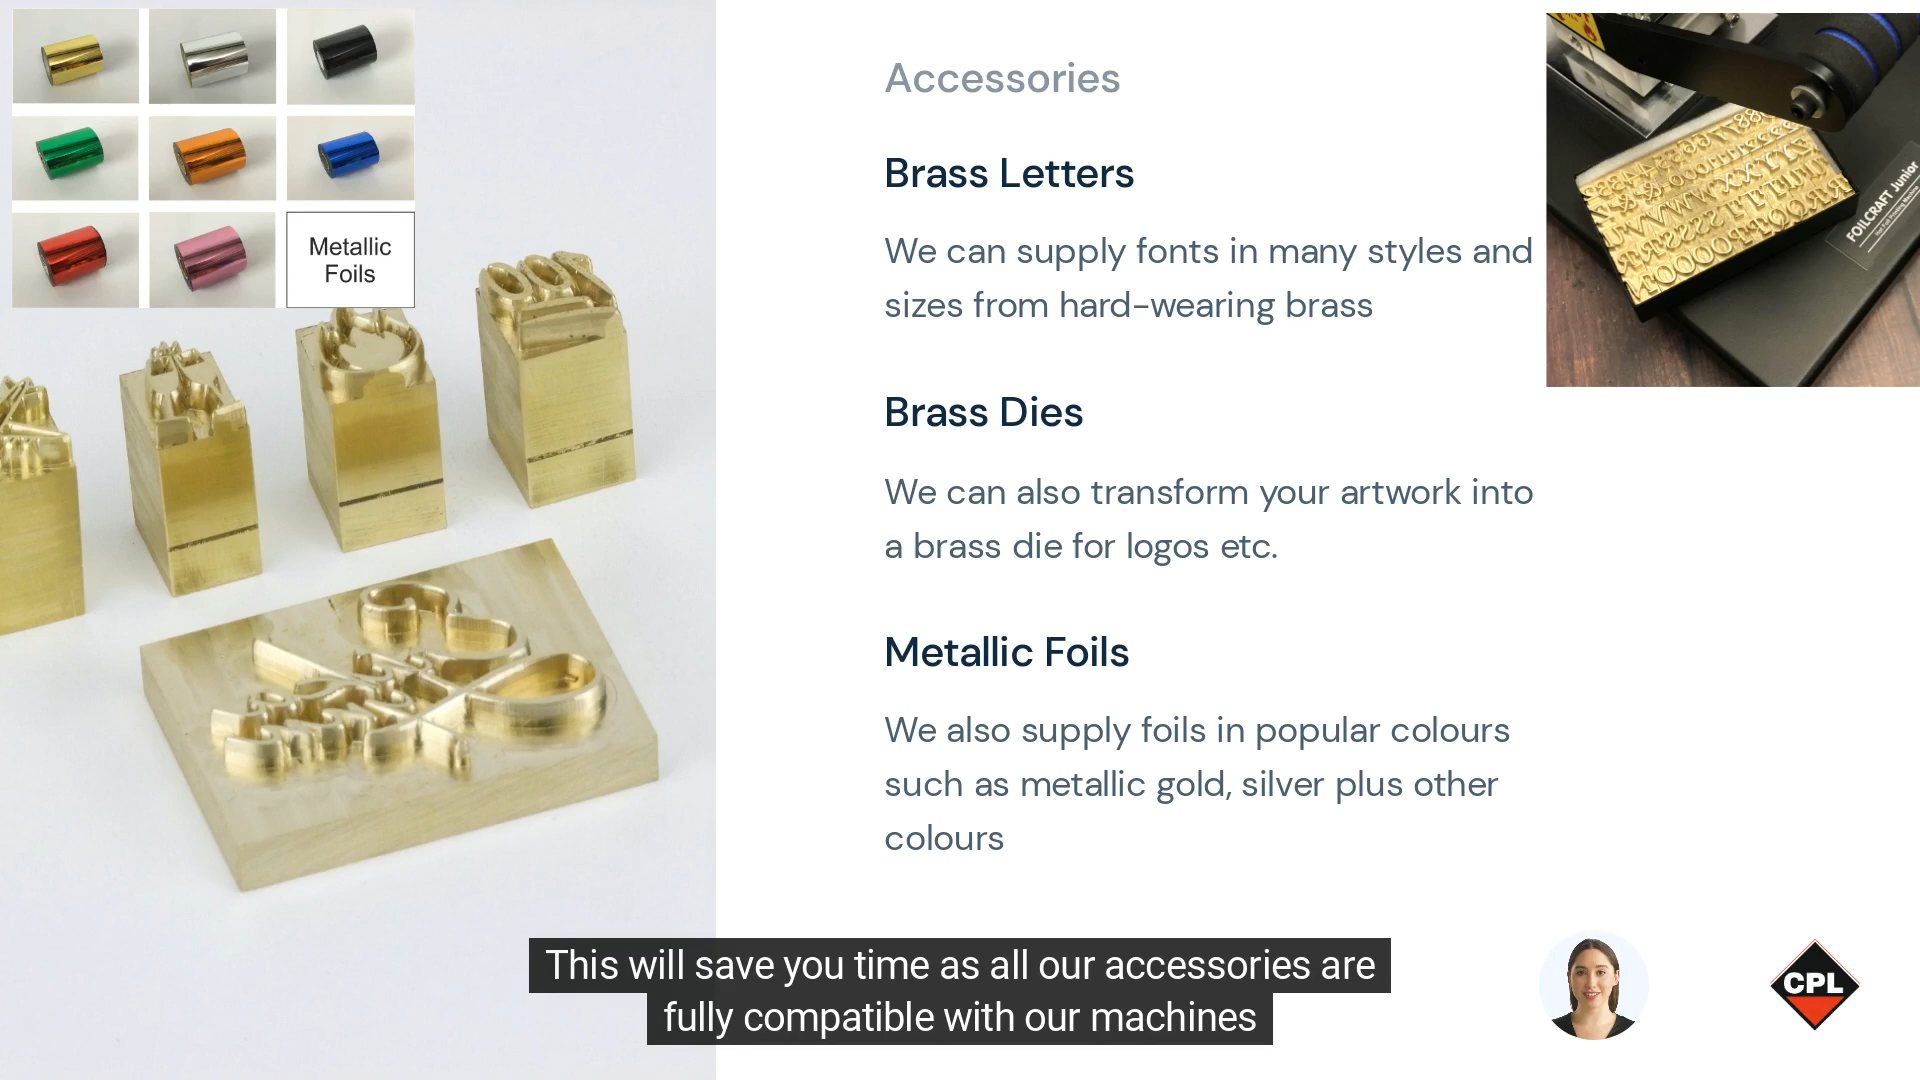 Metallic
Foils
Accessories
Brass Letters
We can supply fonts in many styles and
sizes from hard-wearing brass
Brass Dies
We can also transform your artwork into
a brass die for logos etc.
Metallic Foils
We also supply foils in popular colours
such as metallic gold, silver plus other
colours
FOILCRAFT Junior
This will save you time as all our accessories are
fully compatible with our machines
CPL